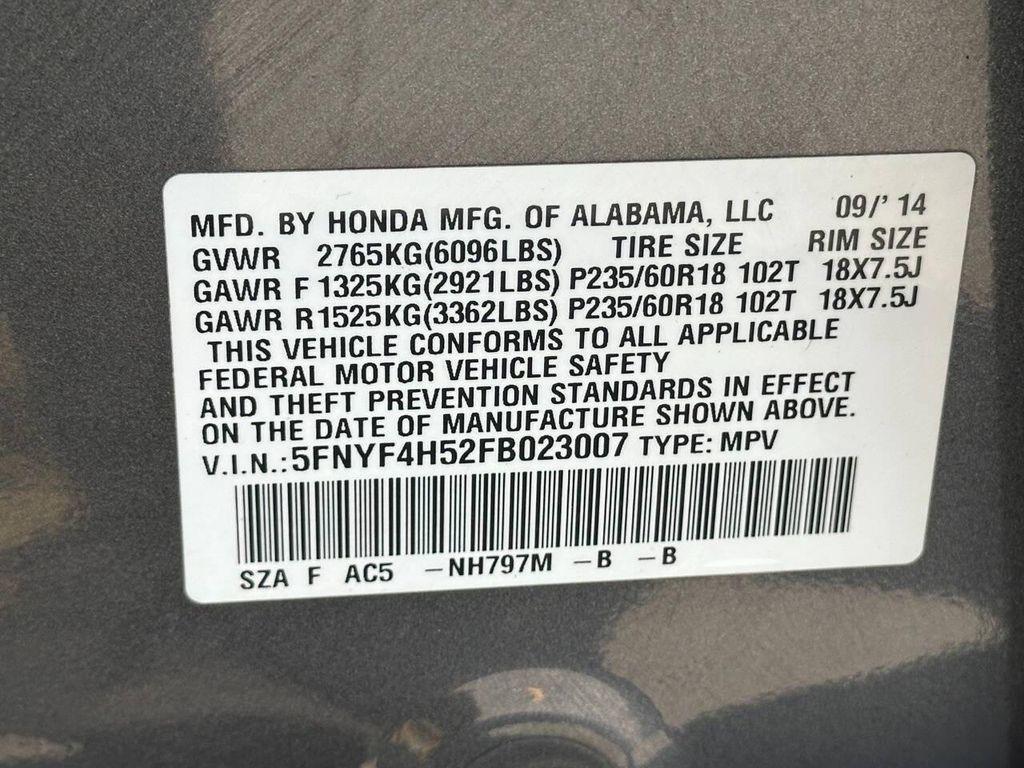 MFD. BY HONDA MFG. OF ALABAMA, LLC 09/' 14
GVWR 2765KG(6096LBS) TIRE SIZE RIM SIZE
GAWR F 1325KG(2921LBS) P235/60R18 102T 18X7.5J
GAWR R1525KG(3362LBS) P235/60R18 102T 18X7.5J
THIS VEHICLE CONFORMS TO ALL APPLICABLE
FEDERAL MOTOR VEHICLE SAFETY
AND THEFT PREVENTION STANDARDS IN EFFECT
ON THE DATE OF MANUFACTURE SHOWN ABOVE.
V.I.N.:5FNYF4H52FB023007 TYPE: MPV
SZA F AC5 -NH797M -B -B